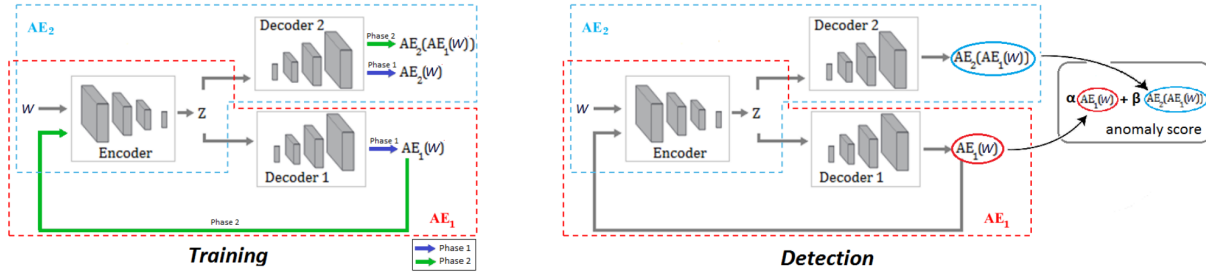 AE₂
Decoder 2
Phase 2
AE₂(AE₁(W))
Phase 1
AE₂(W)
W
Z
Encoder
Phase 1
AE₁(W)
Decoder 1
Phase 2
AE₁
Training
Phase 1
Phase 2
AE₂
Decoder 2
AE₂(AE₁(W))
W
Z
Encoder
AE₁(W)
Decoder 1
α AE₁(W) + β AE₂(AE₁(W))
anomaly score
AE₁
Detection